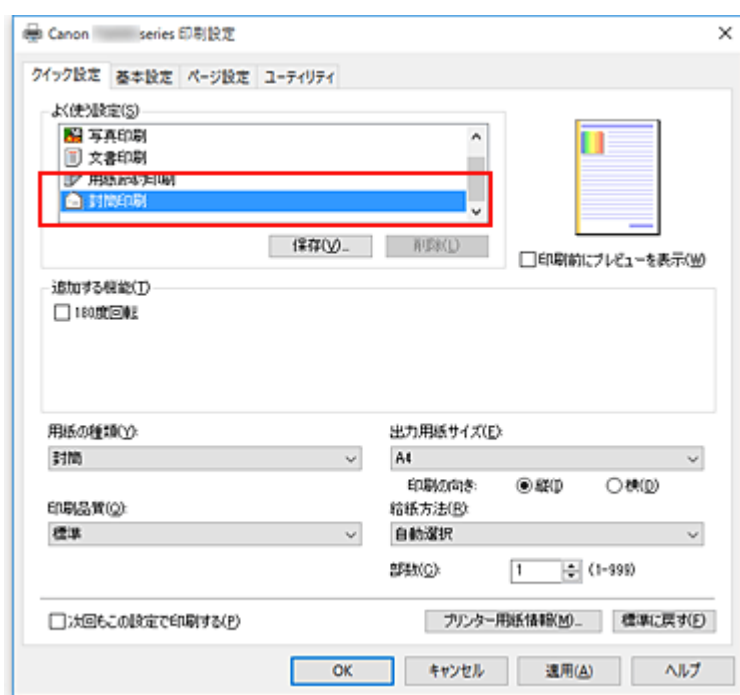 Canon series 印刷設定
クイック設定 基本設定 ページ設定 ユーティリティ
よく使う設定(S)
写真印刷
文書印刷
封筒印刷
保存(V)... 削除(L)
印刷前にプレビューを表示(W)
追加する機能(T)
180度回転
用紙の種類(Y):
封筒
出力用紙サイズ(E):
A4
印刷の向き: 縦(I) 横(D)
印刷品質(Q):
標準
給紙方法(R):
自動選択
部数(C): 1 (1-999)
次回もこの設定で印刷する(P)
プリンター用紙情報(M)... 標準に戻す(F)
OK キャンセル 適用(A) ヘルプ